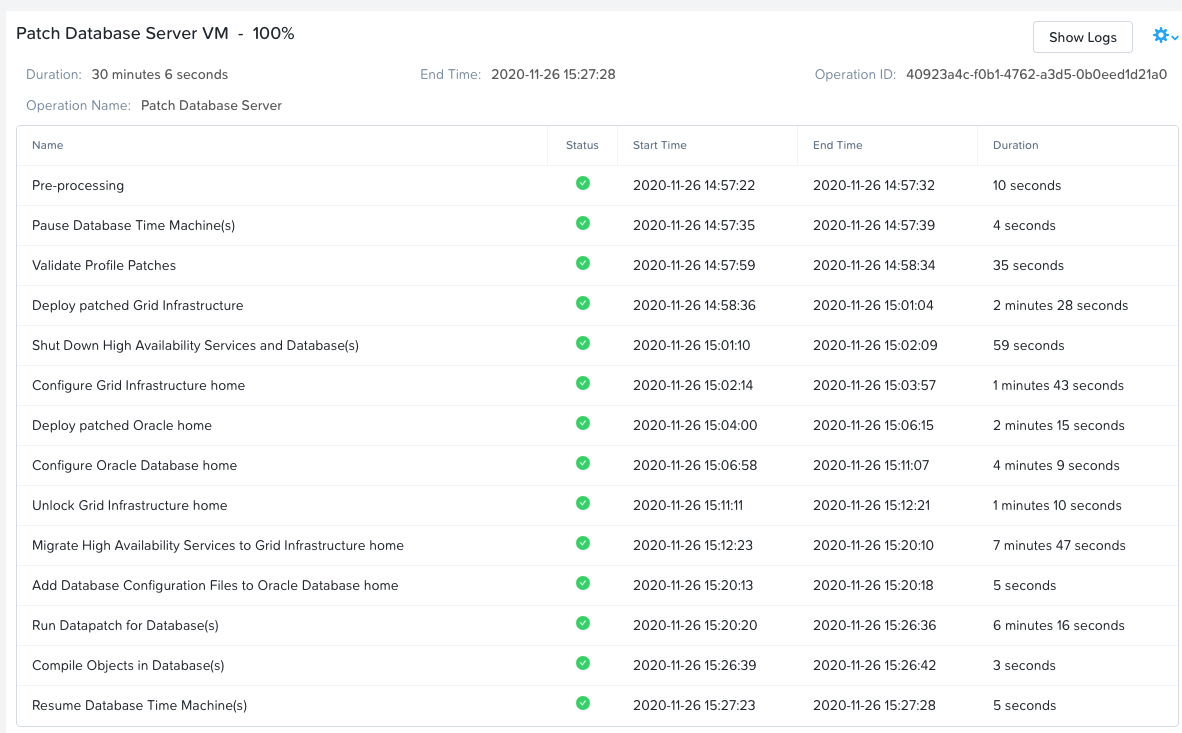 Patch Database Server VM - 100%
Show Logs
Duration: 30 minutes 6 seconds End Time: 2020-11-26 15:27:28 Operation ID: 40923a4c-f0b1-4762-a3d5-0b0eed1d21a0
Operation Name: Patch Database Server
Name Status Start Time End Time Duration
Pre-processing 2020-11-26 14:57:22 2020-11-26 14:57:32 10 seconds
Pause Database Time Machine(s) 2020-11-26 14:57:35 2020-11-26 14:57:39 4 seconds
Validate Profile Patches 2020-11-26 14:57:59 2020-11-26 14:58:34 35 seconds
Deploy patched Grid Infrastructure 2020-11-26 14:58:36 2020-11-26 15:01:04 2 minutes 28 seconds
Shut Down High Availability Services and Database(s) 2020-11-26 15:01:10 2020-11-26 15:02:09 59 seconds
Configure Grid Infrastructure home 2020-11-26 15:02:14 2020-11-26 15:03:57 1 minutes 43 seconds
Deploy patched Oracle home 2020-11-26 15:04:00 2020-11-26 15:06:15 2 minutes 15 seconds
Configure Oracle Database home 2020-11-26 15:06:58 2020-11-26 15:11:07 4 minutes 9 seconds
Unlock Grid Infrastructure home 2020-11-26 15:11:11 2020-11-26 15:12:21 1 minutes 10 seconds
Migrate High Availability Services to Grid Infrastructure home 2020-11-26 15:12:23 2020-11-26 15:20:10 7 minutes 47 seconds
Add Database Configuration Files to Oracle Database home 2020-11-26 15:20:13 2020-11-26 15:20:18 5 seconds
Run Datapatch for Database(s) 2020-11-26 15:20:20 2020-11-26 15:26:36 6 minutes 16 seconds
Compile Objects in Database(s) 2020-11-26 15:26:39 2020-11-26 15:26:42 3 seconds
Resume Database Time Machine(s) 2020-11-26 15:27:23 2020-11-26 15:27:28 5 seconds